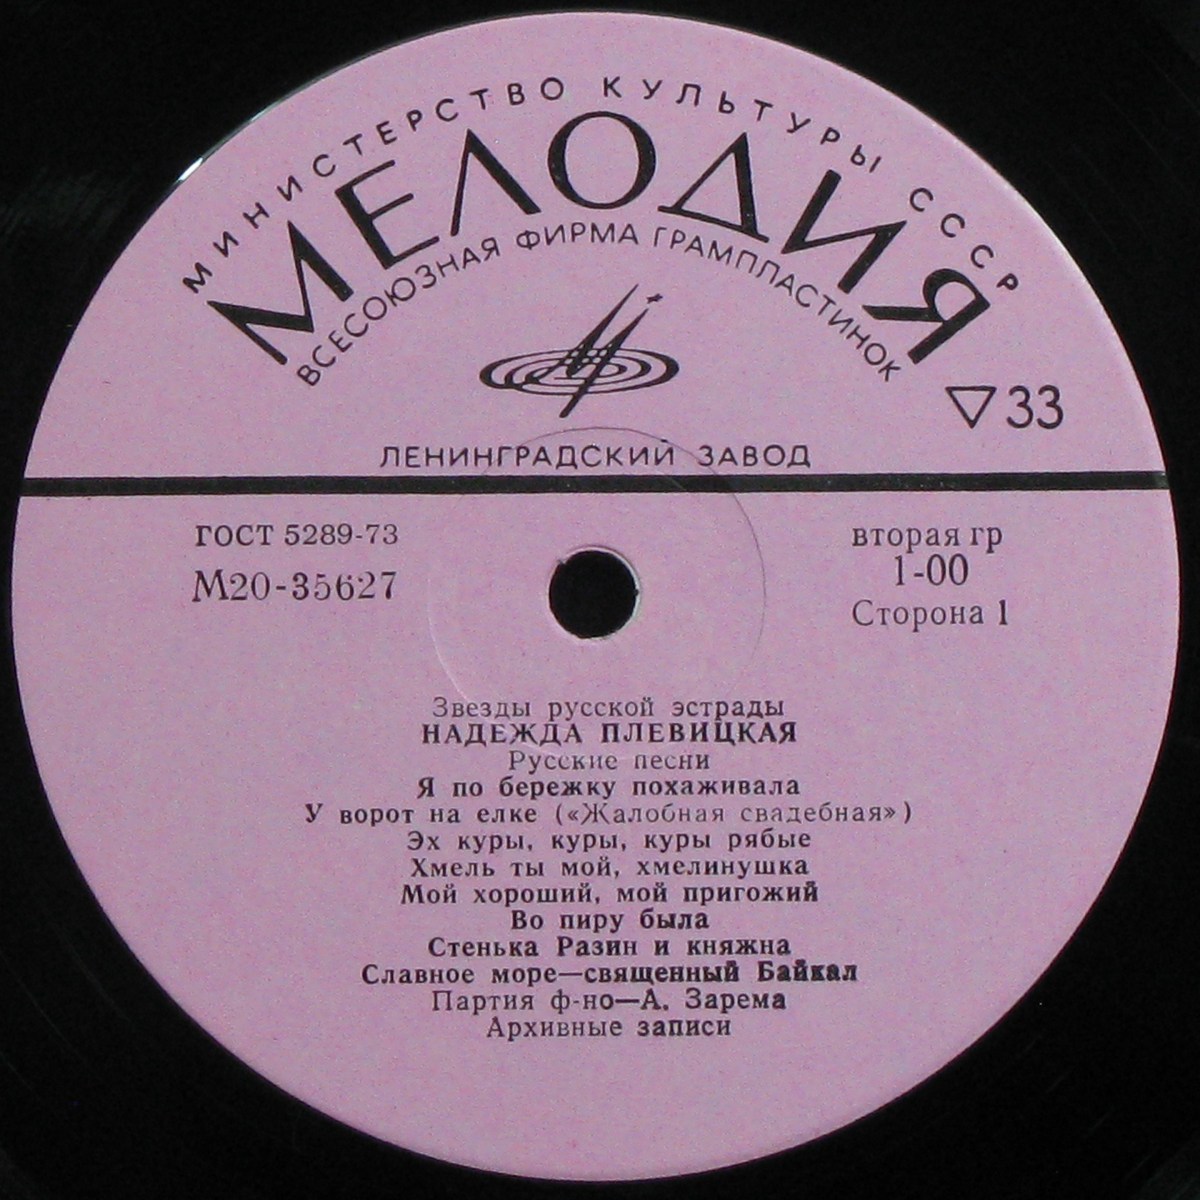 МИНИСТЕРСТВО КУЛЬТУРЫ СССР
МЕЛОДИЯ
ВСЕСОЮЗНАЯ ФИРМА ГРАМПЛАСТИНОК
▽33
ЛЕНИНГРАДСКИЙ ЗАВОД
ГОСТ 5289-73
М20-35627
вторая гр
1-00
Сторона 1
Звезды русской эстрады
НАДЕЖДА ПЛЕВИЦКАЯ
Русские песни
Я по бережку похаживала
У ворот на елке («Жалобная свадебная»)
Эх куры, куры, куры рябые
Хмель ты мой, хмелинушка
Мой хороший, мой пригожий
Во пиру была
Стенька Разин и княжна
Славное море—священный Байкал
Партия ф-но—А. Зарема
Архивные записи